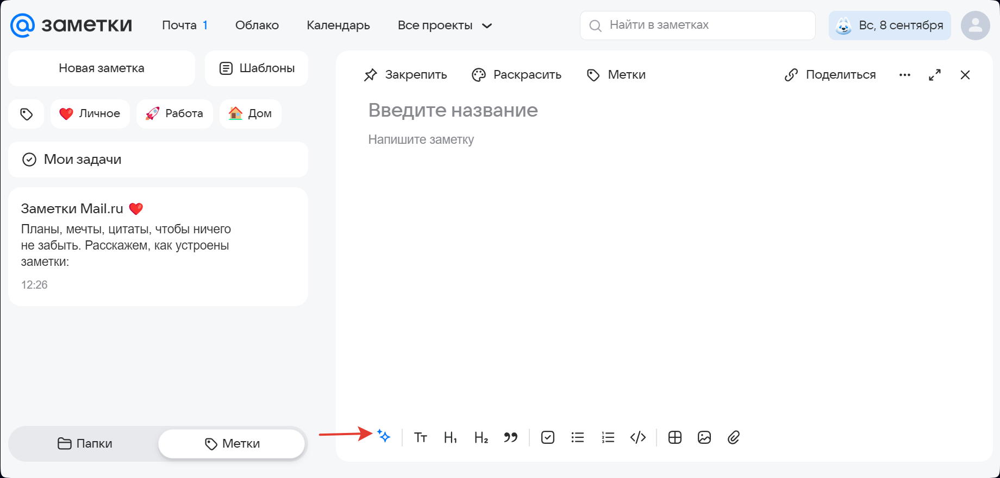 заметки
Почта 1
Облако
Календарь
Все проекты
Найти в заметках
Вс, 8 сентября
Новая заметка
Шаблоны
Личное
Работа
Дом
Мои задачи
Заметки Mail.ru ❤️
Планы, мечты, цитаты, чтобы ничего
не забыть. Расскажем, как устроены
заметки:
12:26
Папки
Метки
Закрепить
Раскрасить
Метки
Поделиться
Введите название
Напишите заметку
Tт
H1
H2